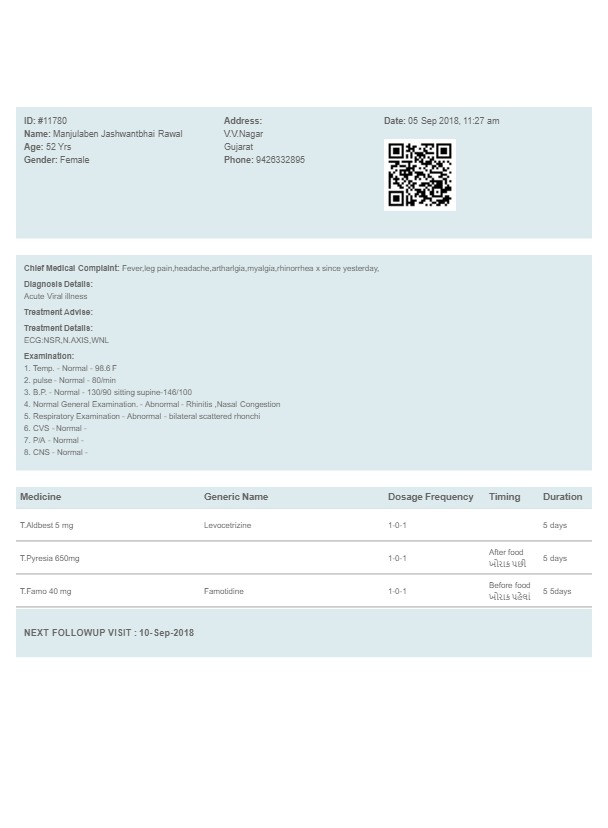 ID: #11780
Name: Manjulaben Jashwantbhai Rawal
Age: 52 Yrs
Gender: Female
Address:
V.V.Nagar
Gujarat
Phone: 9426332895
Date: 05 Sep 2018, 11:27 am
Chief Medical Complaint: Fever,leg pain,headache,artharlgia,myalgia,rhinorrhea x since yesterday,
Diagnosis Details:
Acute Viral illness
Treatment Advise:
Treatment Details:
ECG:NSR,N.AXIS,WNL
Examination:
1. Temp. - Normal - 98.6 F
2. pulse - Normal - 80/min
3. B.P. - Normal - 130/90 sitting supine-146/100
4. Normal General Examination. - Abnormal - Rhinitis ,Nasal Congestion
5. Respiratory Examination - Abnormal - bilateral scattered rhonchi
6. CVS - Normal -
7. P/A - Normal -
8. CNS - Normal -
Medicine Generic Name Dosage Frequency Timing Duration
T.Aldbest 5 mg Levocetrizine 1-0-1 5 days
T.Pyresia 650mg 1-0-1 After food 5 days
ખોરાક પછી
T.Famo 40 mg Famotidine 1-0-1 Before food 5 5days
ખોરાક પહેલાં
NEXT FOLLOWUP VISIT : 10-Sep-2018